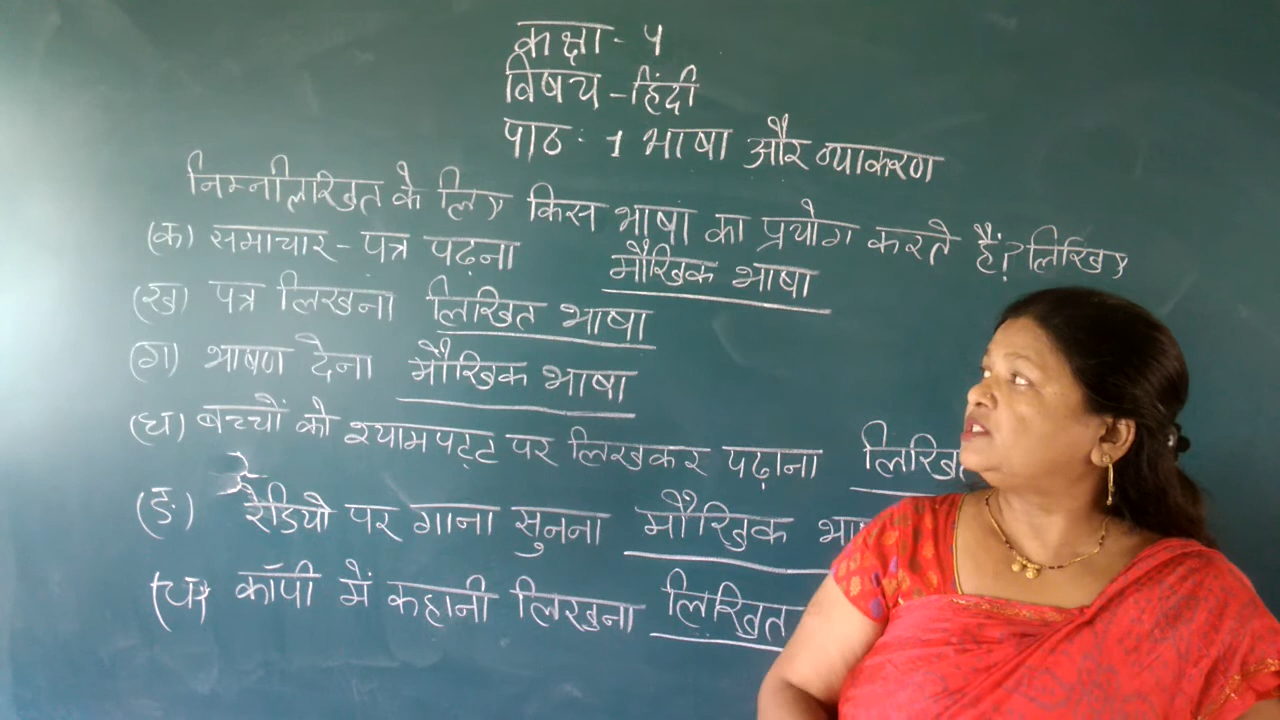 कक्षा - ५
विषय - हिंदी
पाठ : 1 भाषा और व्याकरण
निम्नलिखित के लिए किस भाषा का प्रयोग करते हैं? लिखिए
(क) समाचार - पत्र पढ़ना मौखिक भाषा
(ख) पत्र लिखना लिखित भाषा
(ग) भाषण देना मौखिक भाषा
(घ) बच्चों को श्यामपट्ट पर लिखकर पढ़ाना
(ङ) रेडियो पर गाना सुनना मौखिक
(च) कॉपी में कहानी लिखना लिखित